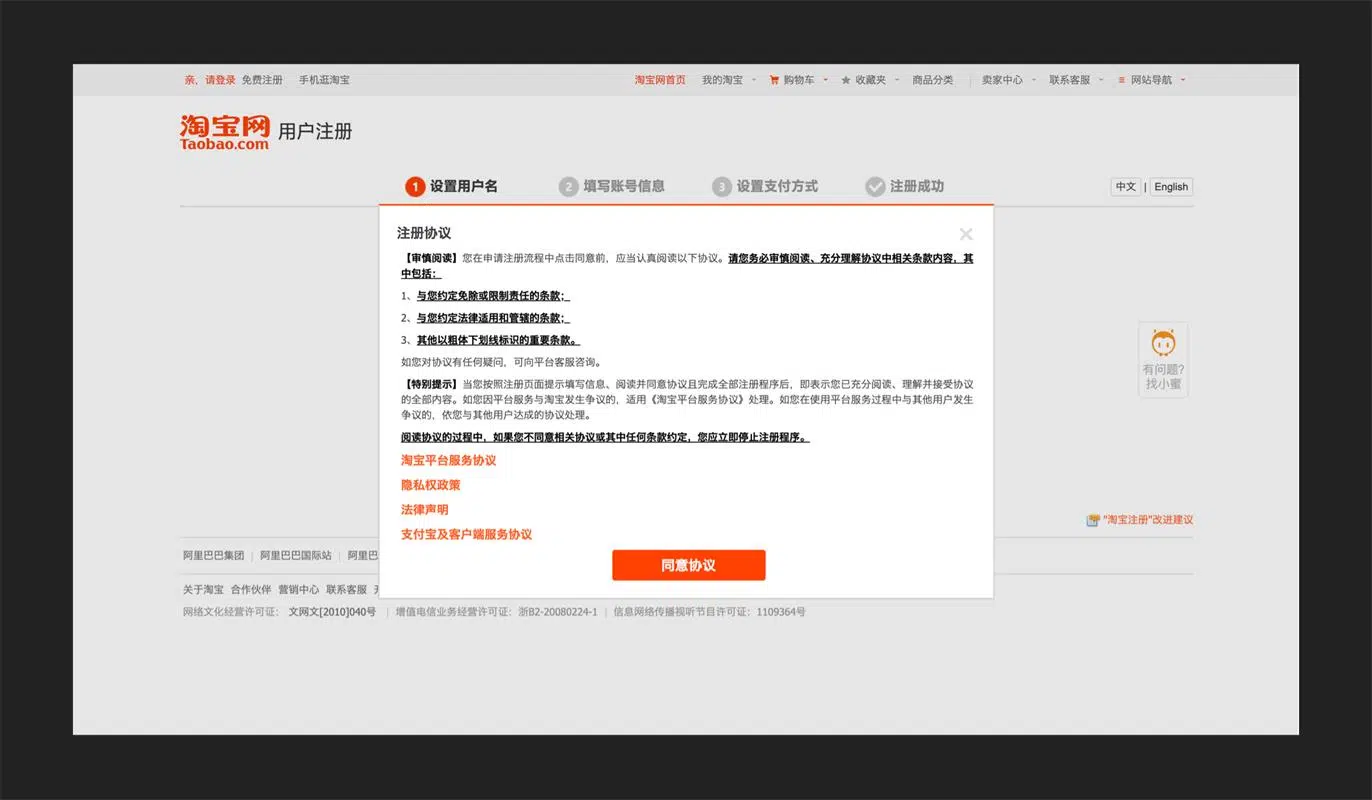 亲，请登录 免费注册 手机逛淘宝 淘宝网首页 我的淘宝 购物车 收藏夹 商品分类 卖家中心 联系客服 网站导航
淘宝网 用户注册
Taobao.com
1 设置用户名 2 填写账号信息 3 设置支付方式 注册成功 中文 | English
注册协议
【审慎阅读】您在申请注册流程中点击同意前，应当认真阅读以下协议。请您务必审慎阅读、充分理解协议中相关条款内容，其
中包括：
1、与您约定免除或限制责任的条款；
2、与您约定法律适用和管辖的条款；
3、其他以粗体下划线标识的重要条款。
如您对协议有任何疑问，可向平台客服咨询。
【特别提示】当您按照注册页面提示填写信息、阅读并同意协议且完成全部注册程序后，即表示您已充分阅读、理解并接受协议
的全部内容。如您因平台服务与淘宝发生争议的，适用《淘宝平台服务协议》处理。如您在使用平台服务过程中与其他用户发生
争议的，依您与其他用户达成的协议处理。
阅读协议的过程中，如果您不同意相关协议或其中任何条款约定，您应立即停止注册程序。
淘宝平台服务协议
隐私权政策
法律声明
支付宝及客户端服务协议
同意协议
有问题?
找小蜜
"淘宝注册"改进建议
阿里巴巴集团 | 阿里巴巴国际站 | 阿里巴
关于淘宝 合作伙伴 营销中心 联系客服
网络文化经营许可证： 文网文[2010]040号 | 增值电信业务经营许可证：浙B2-20080224-1 | 信息网络传播视听节目许可证：1109364号